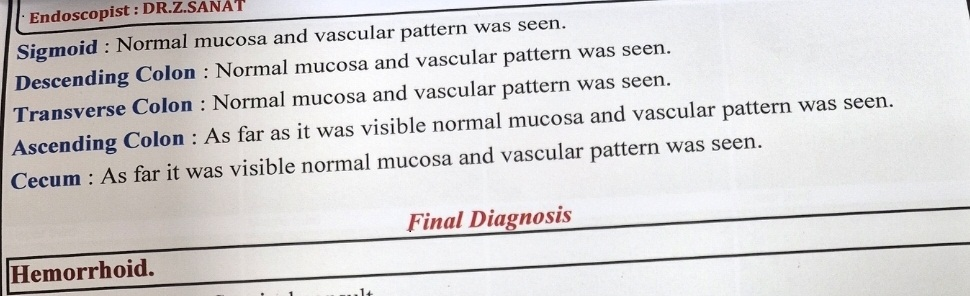 Endoscopist : DR.Z.SANAT
Sigmoid : Normal mucosa and vascular pattern was seen.
Descending Colon : Normal mucosa and vascular pattern was seen.
Transverse Colon : Normal mucosa and vascular pattern was seen.
Ascending Colon : As far as it was visible normal mucosa and vascular pattern was seen.
Cecum : As far it was visible normal mucosa and vascular pattern was seen.
Final Diagnosis
Hemorrhoid.